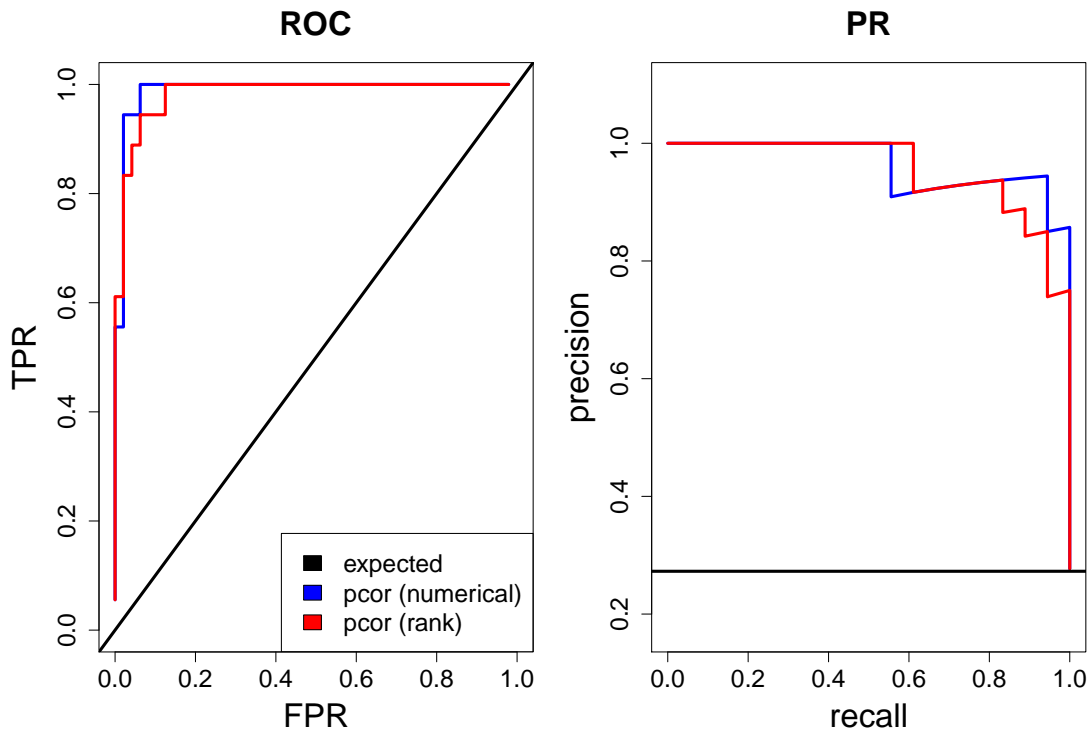 ROC
TPR
1.0
0.8
0.6
0.4
0.2
0.0
expected
pcor (numerical)
pcor (rank)
0.0 0.2 0.4 0.6 0.8 1.0
FPR
PR
precision
1.0
0.8
0.6
0.4
0.2
0.0 0.2 0.4 0.6 0.8 1.0
recall